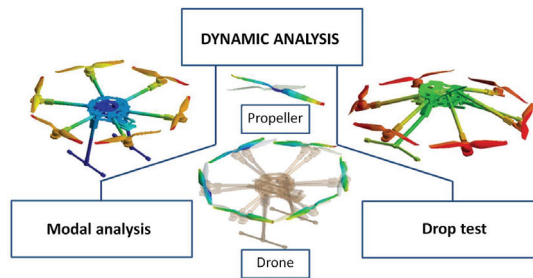 DYNAMIC ANALYSIS
Propeller
Modal analysis
Drop test
Drone